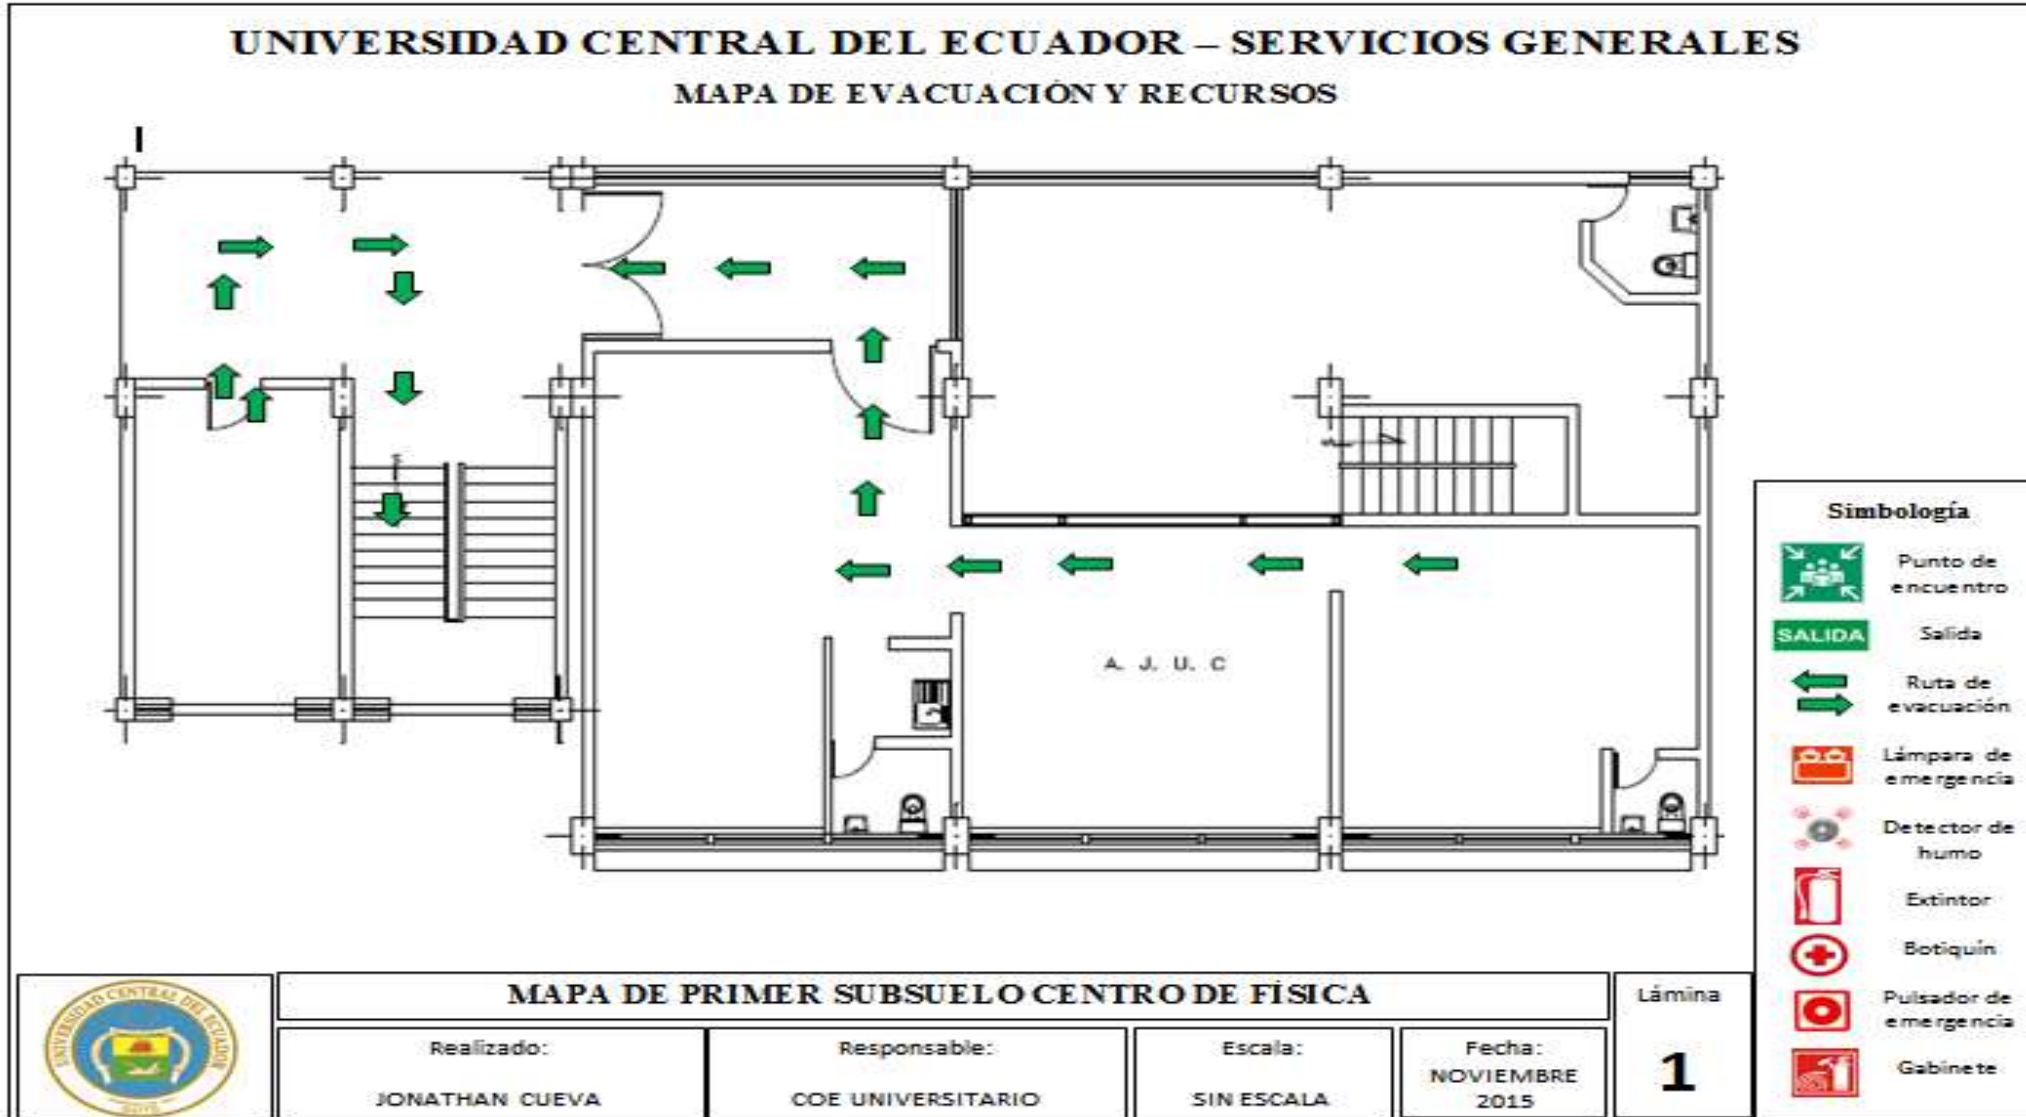 UNIVERSIDAD CENTRAL DEL ECUADOR – SERVICIOS GENERALES
MAPA DE EVACUACIÓN Y RECURSOS
A. J. U. C
Simbología
Punto de
encuentro
SALIDA
Salida
Ruta de
evacuación
Lámpara de
emergencia
Detector de
humo
Extintor
Botiquín
Pulsador de
emergencia
Gabinete
UNIVERSIDAD CENTRAL DEL ECUADOR
MAPA DE PRIMER SUBSUELO CENTRO DE FÍSICA
Lámina
1
Realizado:
JONATHAN CUEVA
Responsable:
COE UNIVERSITARIO
Escala:
SIN ESCALA
Fecha:
NOVIEMBRE
2015